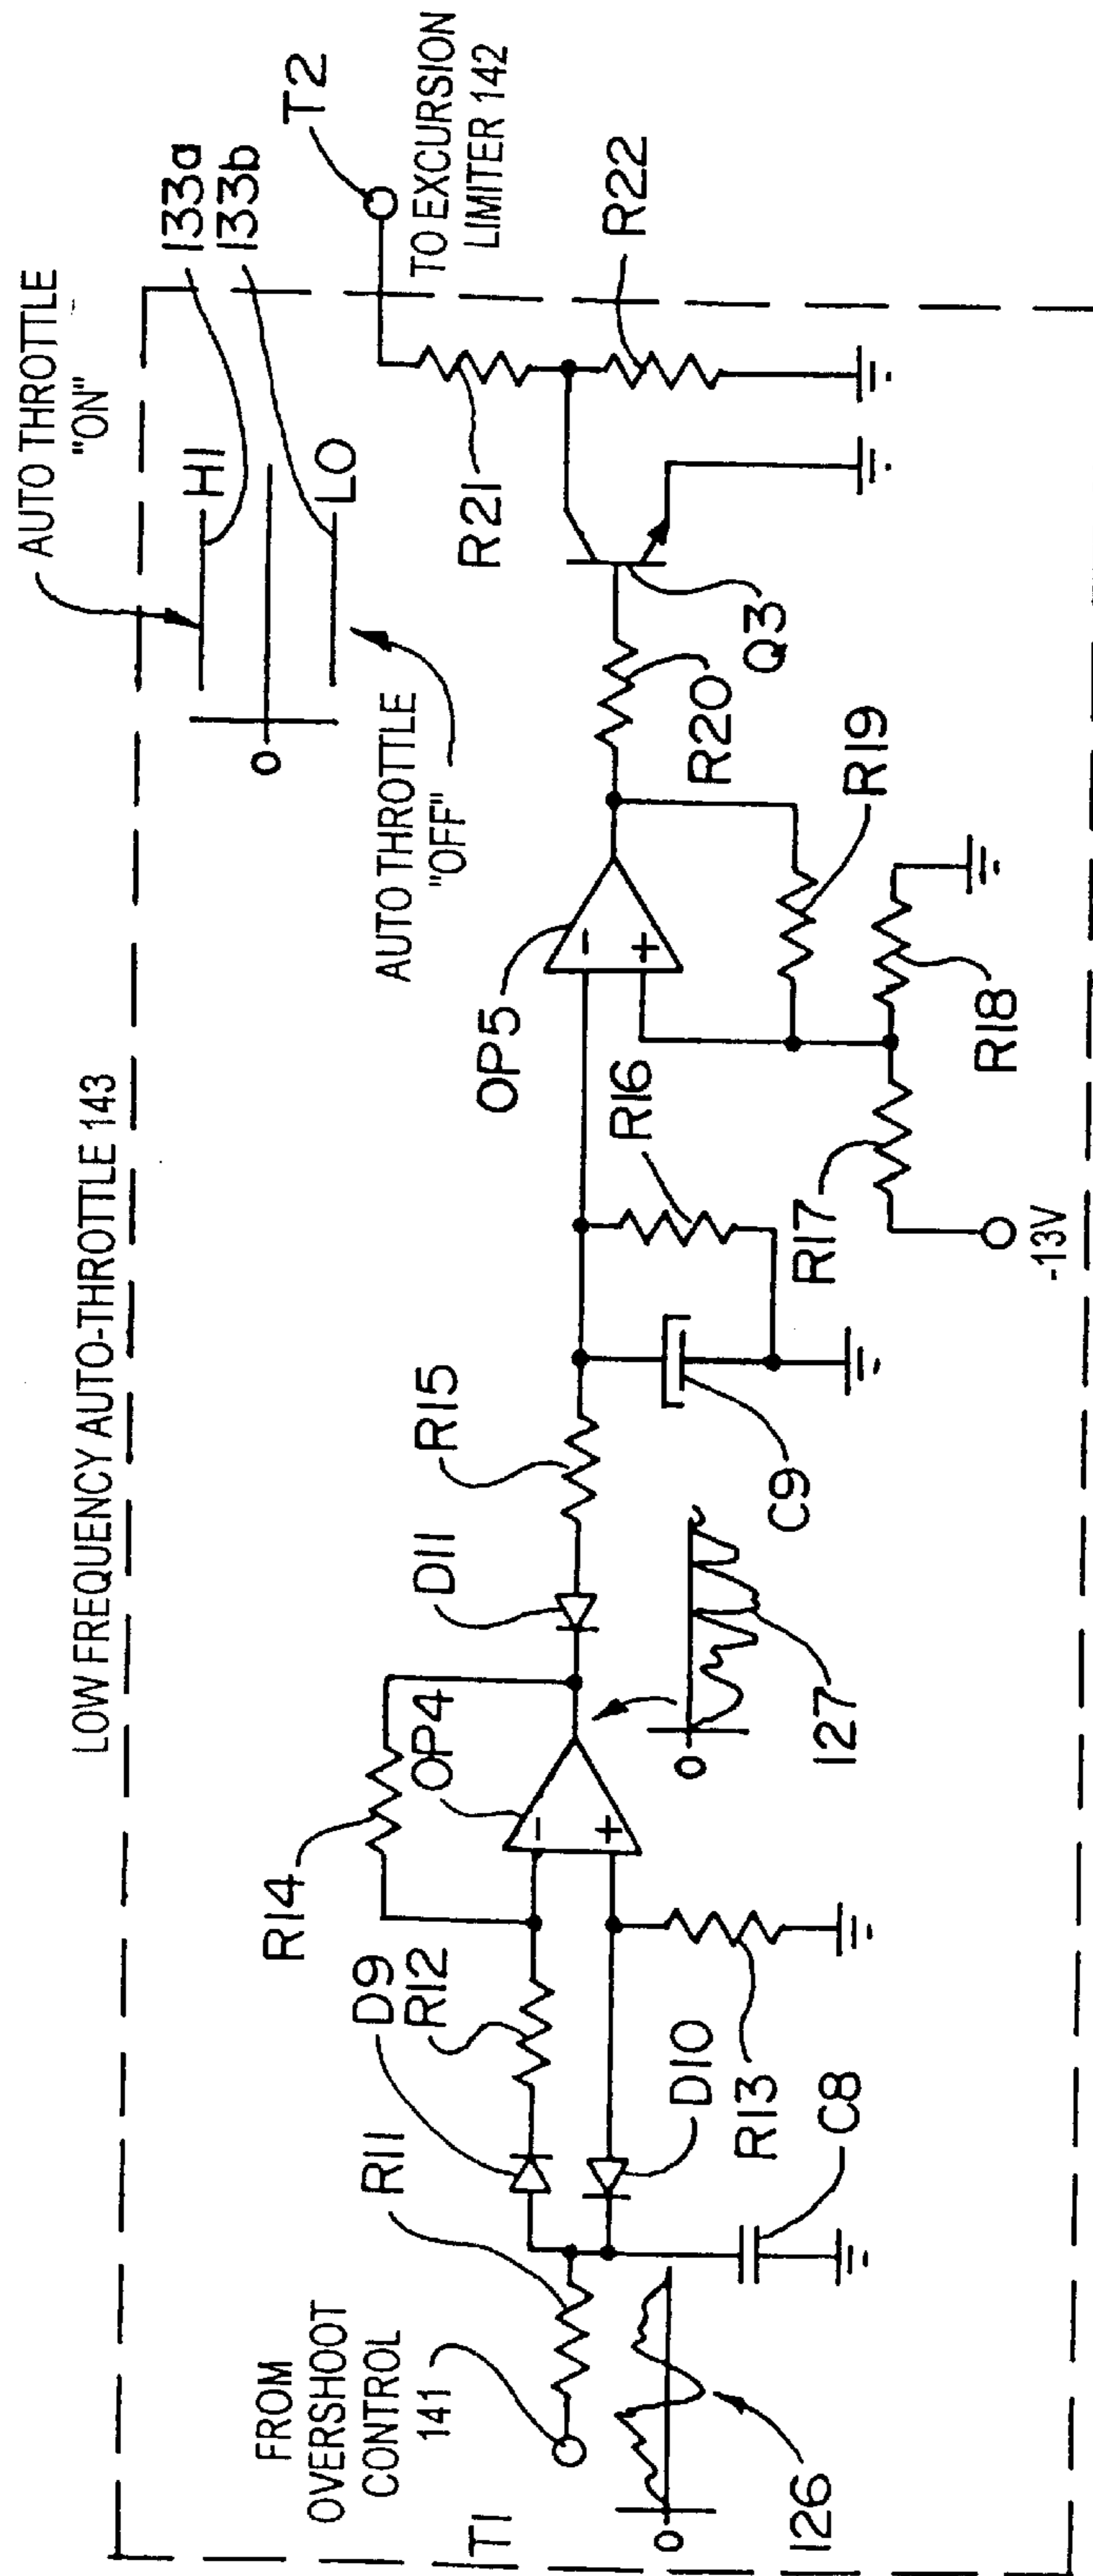 LOW FREQUENCY AUTO-THROTTLE 143
AUTO THROTTLE
"ON"
HI
133a
133b
LO
0
AUTO THROTTLE
"OFF"
T2
TO EXCURSION
LIMITER 142
FROM
OVERSHOOT
CONTROL
141
T1
0
126
R11
D9
R12
D10
R13
C8
R14
OP4
-
+
0
127
D11
R15
C9
R16
OP5
-
+
R17
-13V
R18
R19
R20
Q3
R21
R22